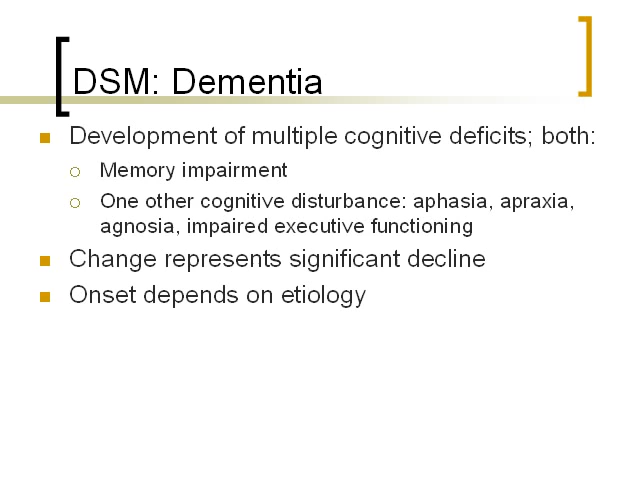 DSM: Dementia
Development of multiple cognitive deficits; both:
Memory impairment
One other cognitive disturbance: aphasia, apraxia,
agnosia, impaired executive functioning
Change represents significant decline
Onset depends on etiology